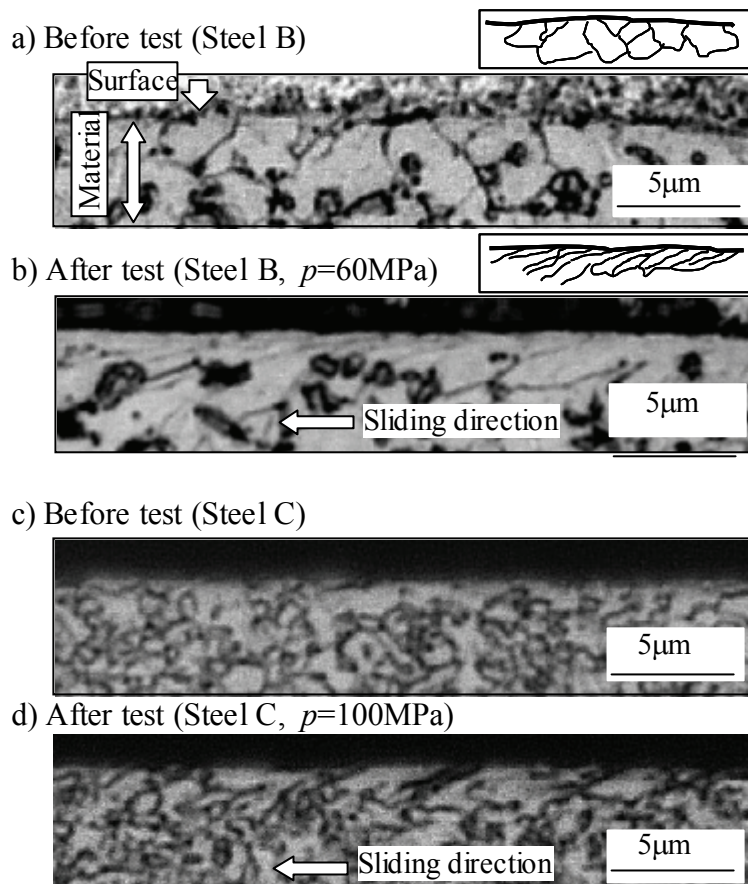 a) Before test (Steel B)
Surface
Material
5μm
b) After test (Steel B, p=60MPa)
5μm
Sliding direction
c) Before test (Steel C)
5μm
d) After test (Steel C, p=100MPa)
5μm
Sliding direction